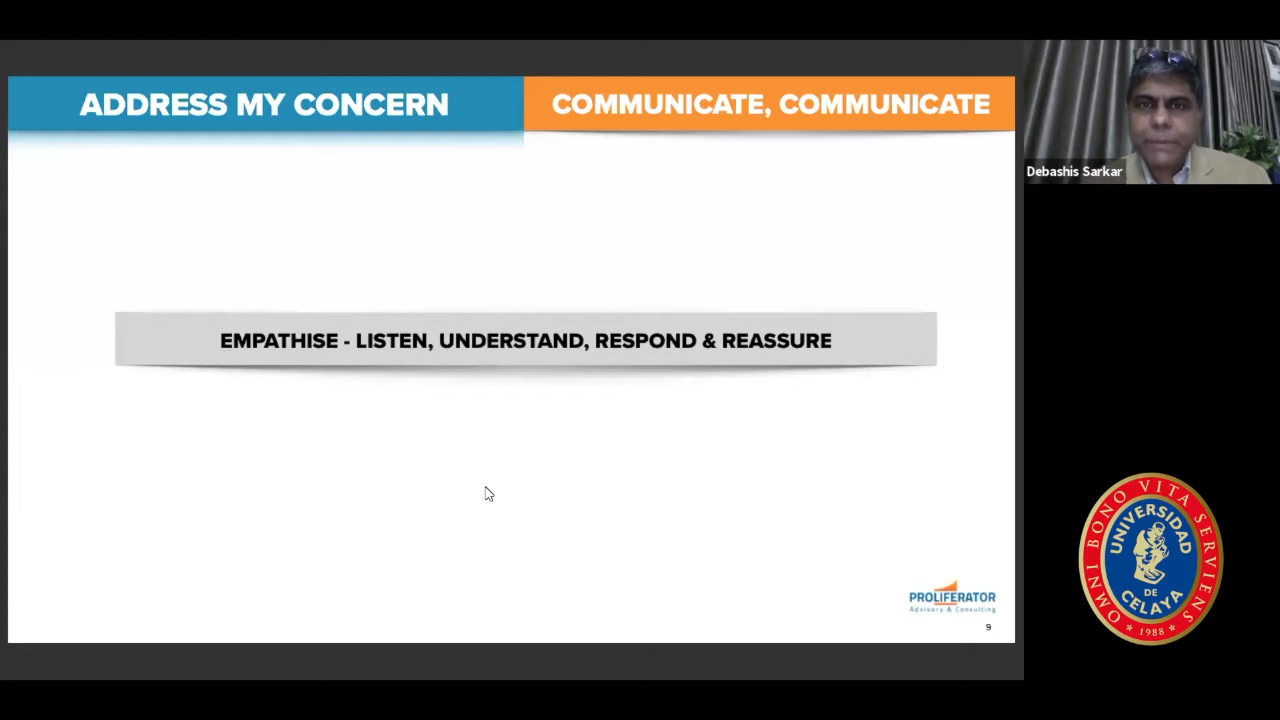 ADDRESS MY CONCERN
COMMUNICATE, COMMUNICATE
Debashis Sarkar
EMPATHISE - LISTEN, UNDERSTAND, RESPOND & REASSURE
PROLIFERATOR
Advisory & Consulting
9
OMNI BONO VITA SERVIENS
UNIVERSIDAD
DE
CELAYA
* 1988 *